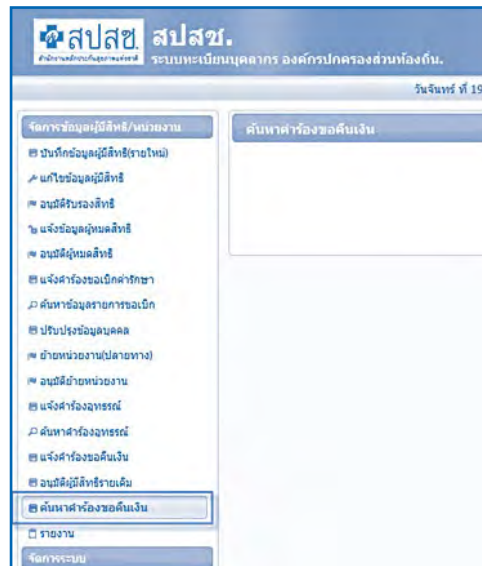 สปสช.
สำนักงานหลักประกันสุขภาพแห่งชาติ
สปสช.
ระบบทะเบียนบุคลากร องค์กรปกครองส่วนท้องถิ่น.
วันจันทร์ ที่ 19
จัดการข้อมูลผู้มีสิทธิ/หน่วยงาน
บันทึกข้อมูลผู้มีสิทธิ(รายใหม่)
แก้ไขข้อมูลผู้มีสิทธิ
อนุมัติรับรองสิทธิ
แจ้งข้อมูลผู้หมดสิทธิ
อนุมัติผู้หมดสิทธิ
แจ้งคำร้องขอเบิกค่ารักษา
ค้นหาข้อมูลรายการขอเบิก
ปรับปรุงข้อมูลบุคคล
ย้ายหน่วยงาน(ปลายทาง)
อนุมัติย้ายหน่วยงาน
แจ้งคำร้องอุทธรณ์
ค้นหาคำร้องอุทธรณ์
แจ้งคำร้องขอคืนเงิน
อนุมัติผู้มีสิทธิรายเดิม
ค้นหาคำร้องขอคืนเงิน
รายงาน
จัดการระบบ
ค้นหาคำร้องขอคืนเงิน